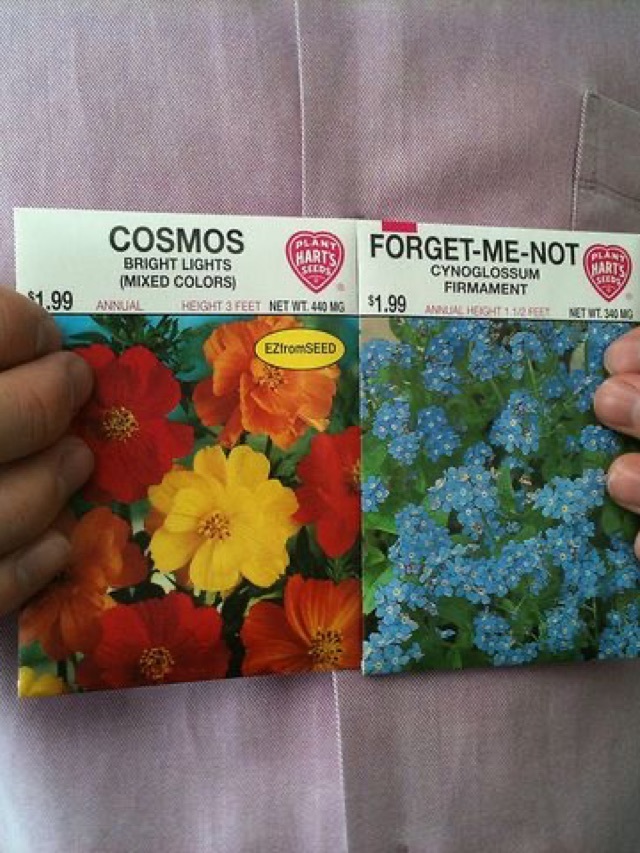 COSMOS
BRIGHT LIGHTS
(MIXED COLORS)
PLANT
HART'S
SEEDS
®
$1.99
ANNUAL
HEIGHT 3 FEET
NET WT. 440 MG
EZfromSEED
FORGET-ME-NOT
CYNOGLOSSUM
FIRMAMENT
PLANT
HART'S
SEEDS
$1.99
ANNUAL HEIGHT 1 1/2 FEET
NET WT. 340 MG